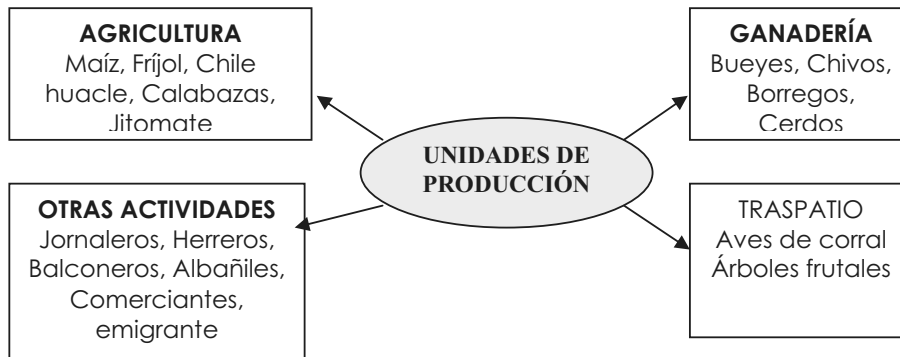 AGRICULTURA
Maíz, Fríjol, Chile
huacle, Calabazas,
Jitomate
GANADERÍA
Bueyes, Chivos,
Borregos,
Cerdos
UNIDADES DE
PRODUCCIÓN
OTRAS ACTIVIDADES
Jornaleros, Herreros,
Balconeros, Albañiles,
Comerciantes,
emigrante
TRASPATIO
Aves de corral
Árboles frutales